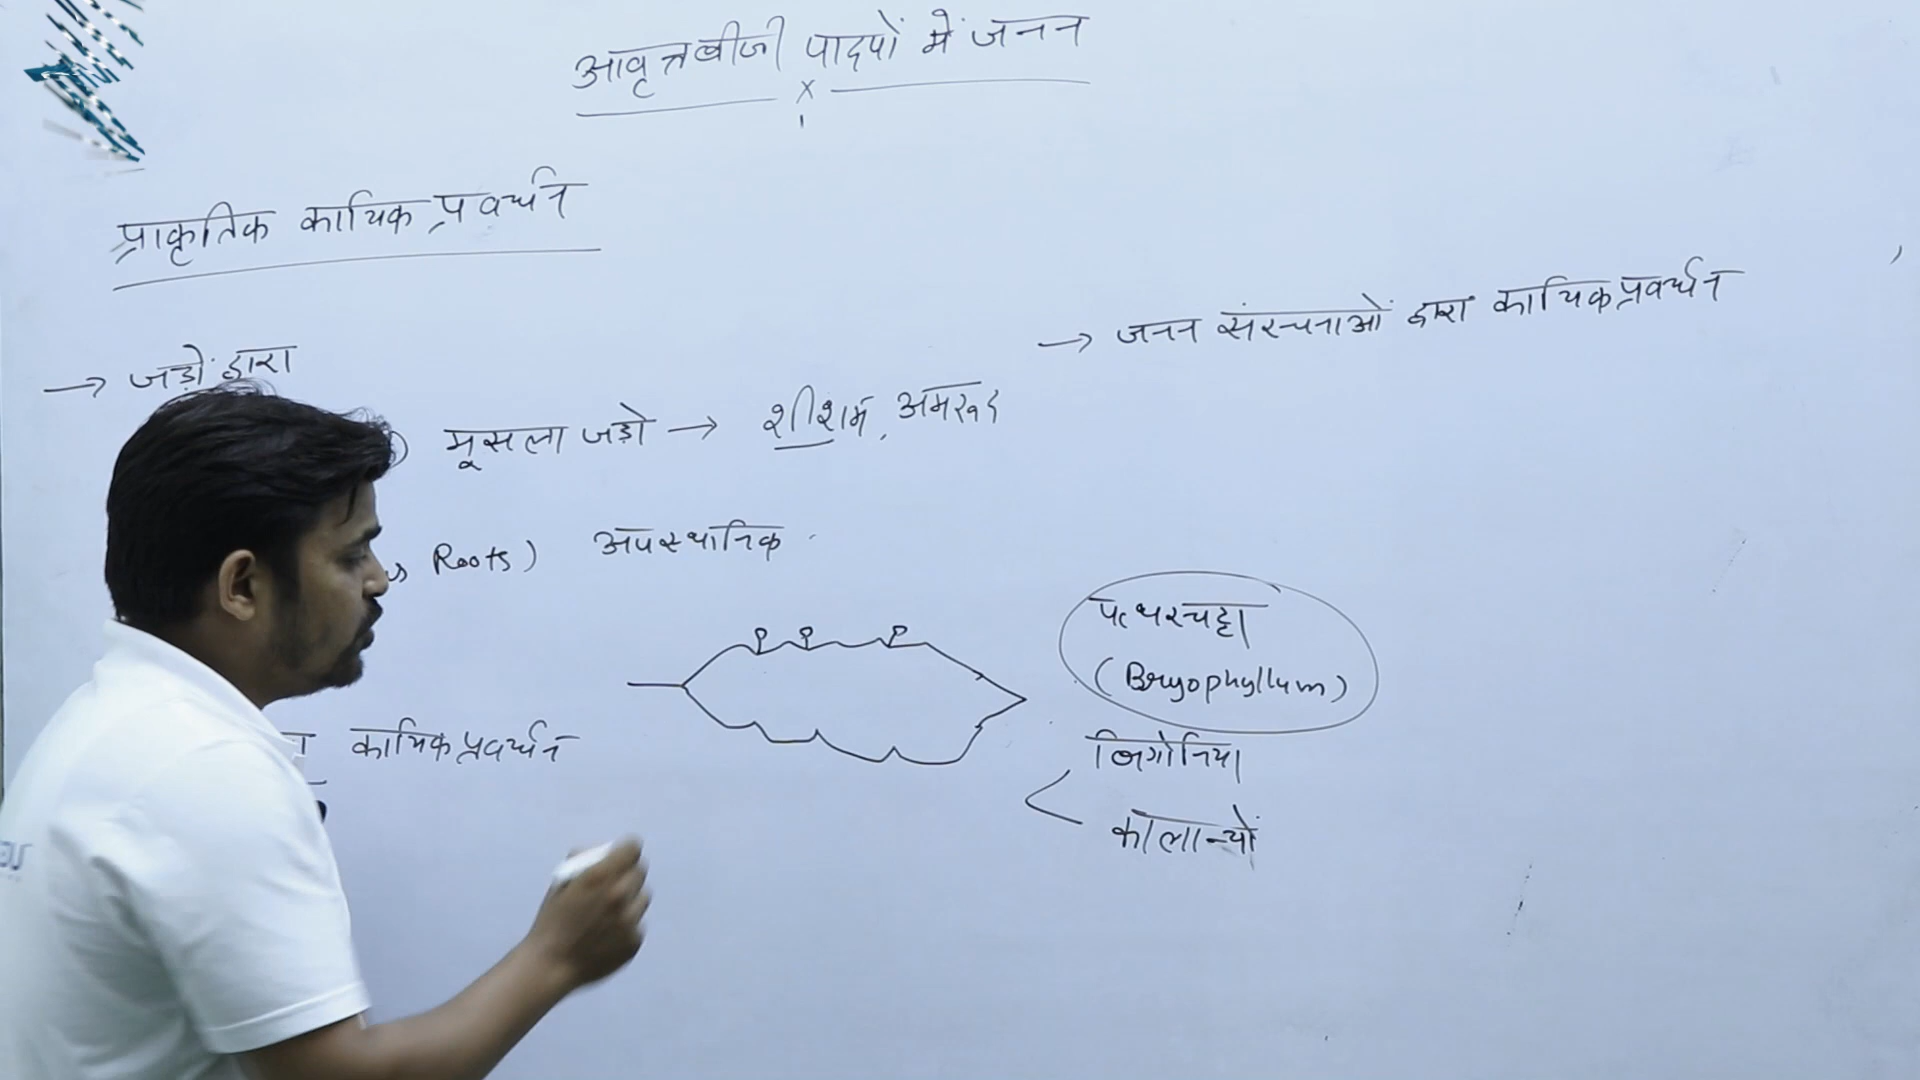 आवृत्तबीजी पादपों में जनन
प्राकृतिक कायिक प्रवर्धन
→ जड़ों द्वारा
मूसला जड़ो → शीशम, अमरूद
Roots) अपस्थानिक
कायिक प्रवर्धन
→ जनन संरचनाओं द्वारा कायिक प्रवर्धन
पत्थरचट्टा
(Bryophyllum)
बिगोनिया
कालान्चों